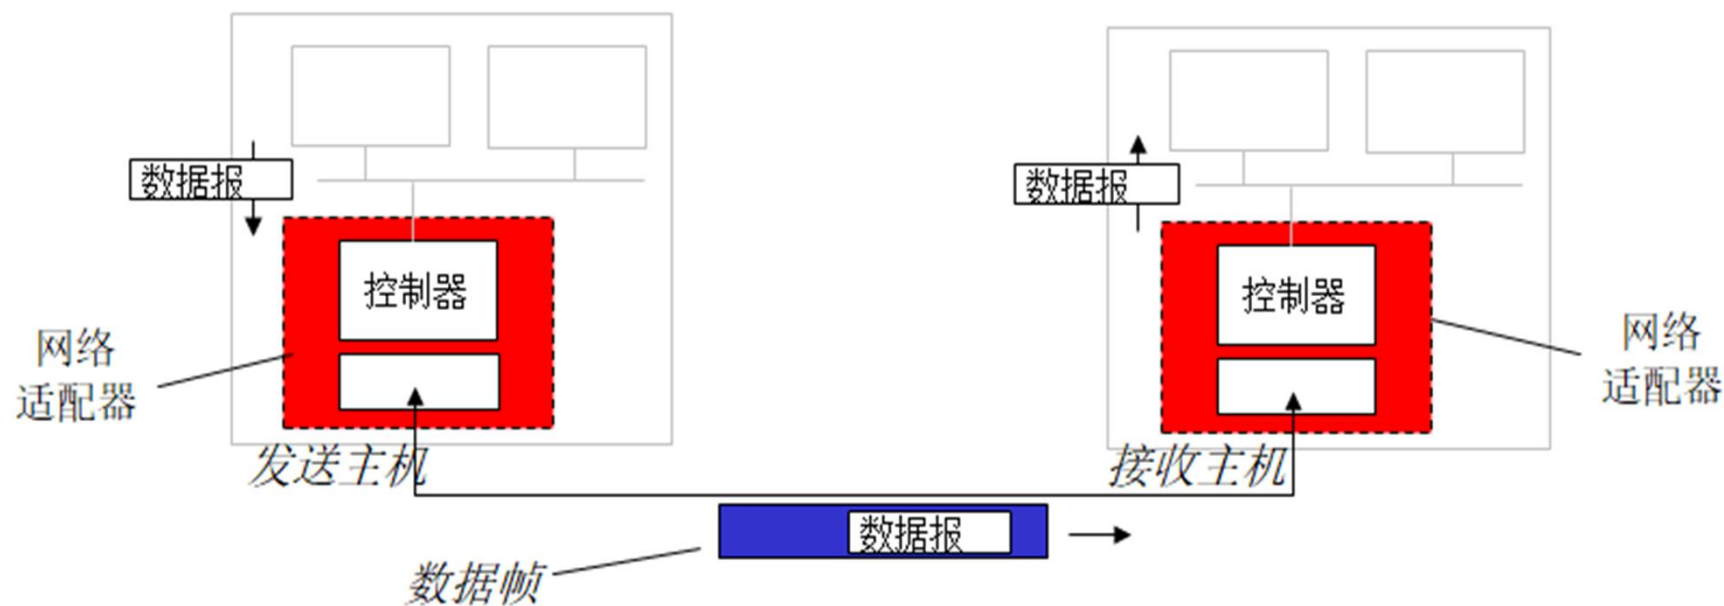 数据报
数据报
控制器
控制器
网络
适配器
网络
适配器
发送主机
接收主机
数据报
数据帧